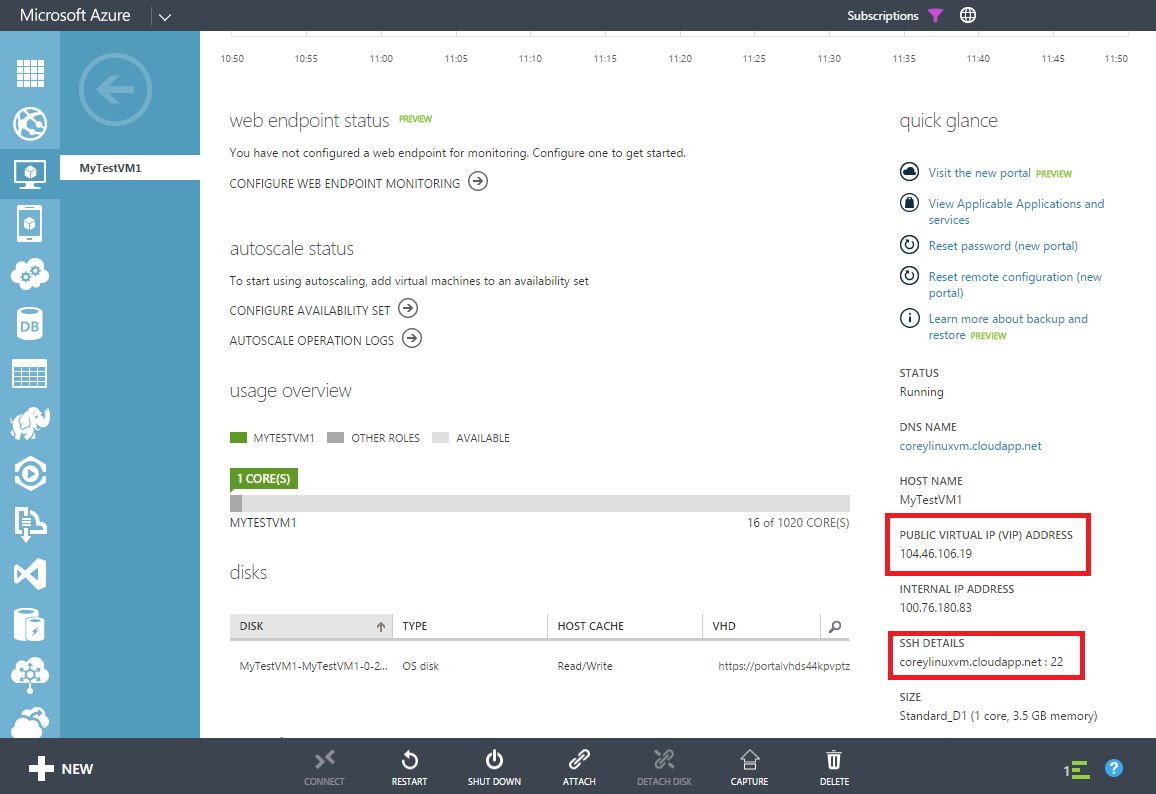 Microsoft Azure
Subscriptions
10:50 10:55 11:00 11:05 11:10 11:15 11:20 11:25 11:30 11:35 11:40 11:45 11:50
MyTestVM1
web endpoint status PREVIEW
You have not configured a web endpoint for monitoring. Configure one to get started.
CONFIGURE WEB ENDPOINT MONITORING
autoscale status
To start using autoscaling, add virtual machines to an availability set
CONFIGURE AVAILABILITY SET
AUTOSCALE OPERATION LOGS
usage overview
MYTESTVM1 OTHER ROLES AVAILABLE
1 CORE(S)
MYTESTVM1 16 of 1020 CORE(S)
disks
DISK TYPE HOST CACHE VHD
MyTestVM1-MyTestVM1-0-2... OS disk Read/Write https://portalvhds44kpvptz
quick glance
Visit the new portal PREVIEW
View Applicable Applications and
services
Reset password (new portal)
Reset remote configuration (new
portal)
Learn more about backup and
restore PREVIEW
STATUS
Running
DNS NAME
coreylinuxvm.cloudapp.net
HOST NAME
MyTestVM1
PUBLIC VIRTUAL IP (VIP) ADDRESS
104.46.106.19
INTERNAL IP ADDRESS
100.76.180.83
SSH DETAILS
coreylinuxvm.cloudapp.net : 22
SIZE
Standard_D1 (1 core, 3.5 GB memory)
DB
NEW
CONNECT RESTART SHUT DOWN ATTACH DETACH DISK CAPTURE DELETE
1
?